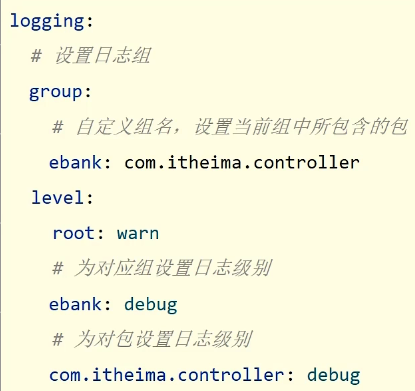 logging:
# 设置日志组
group:
# 自定义组名，设置当前组中所包含的包
ebank: com.itheima.controller
level:
root: warn
# 为对应组设置日志级别
ebank: debug
# 为对包设置日志级别
com.itheima.controller: debug